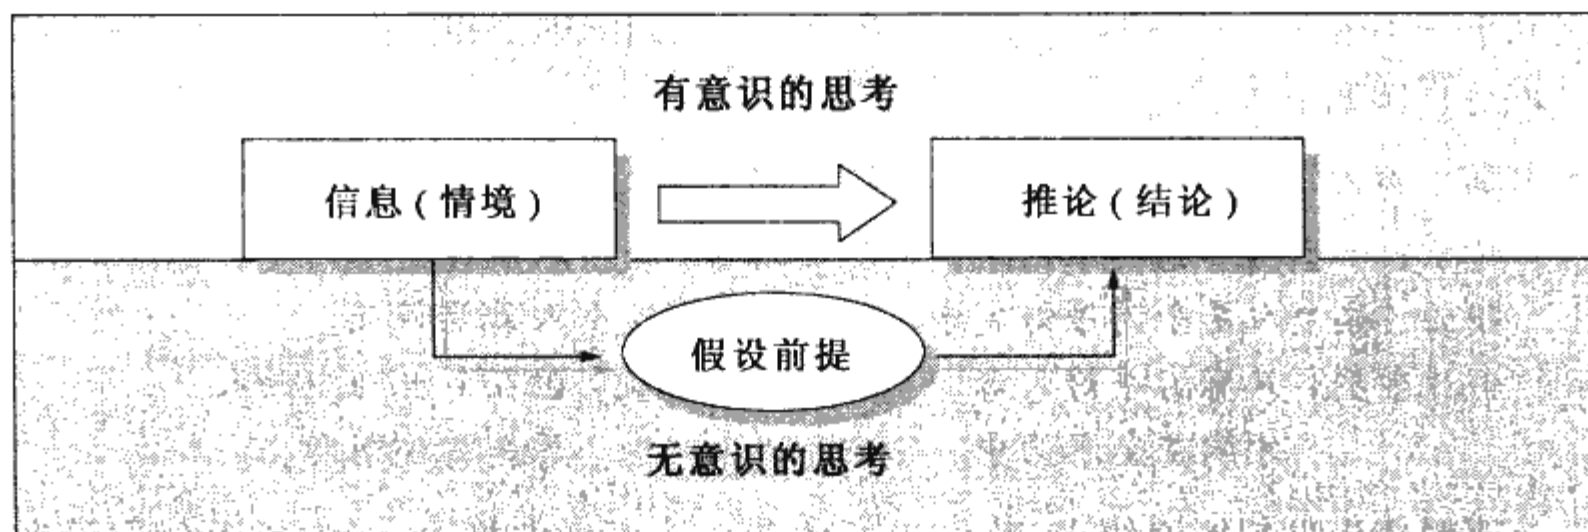 有意识的思考
信息(情境)
推论(结论)
假设前提
无意识的思考